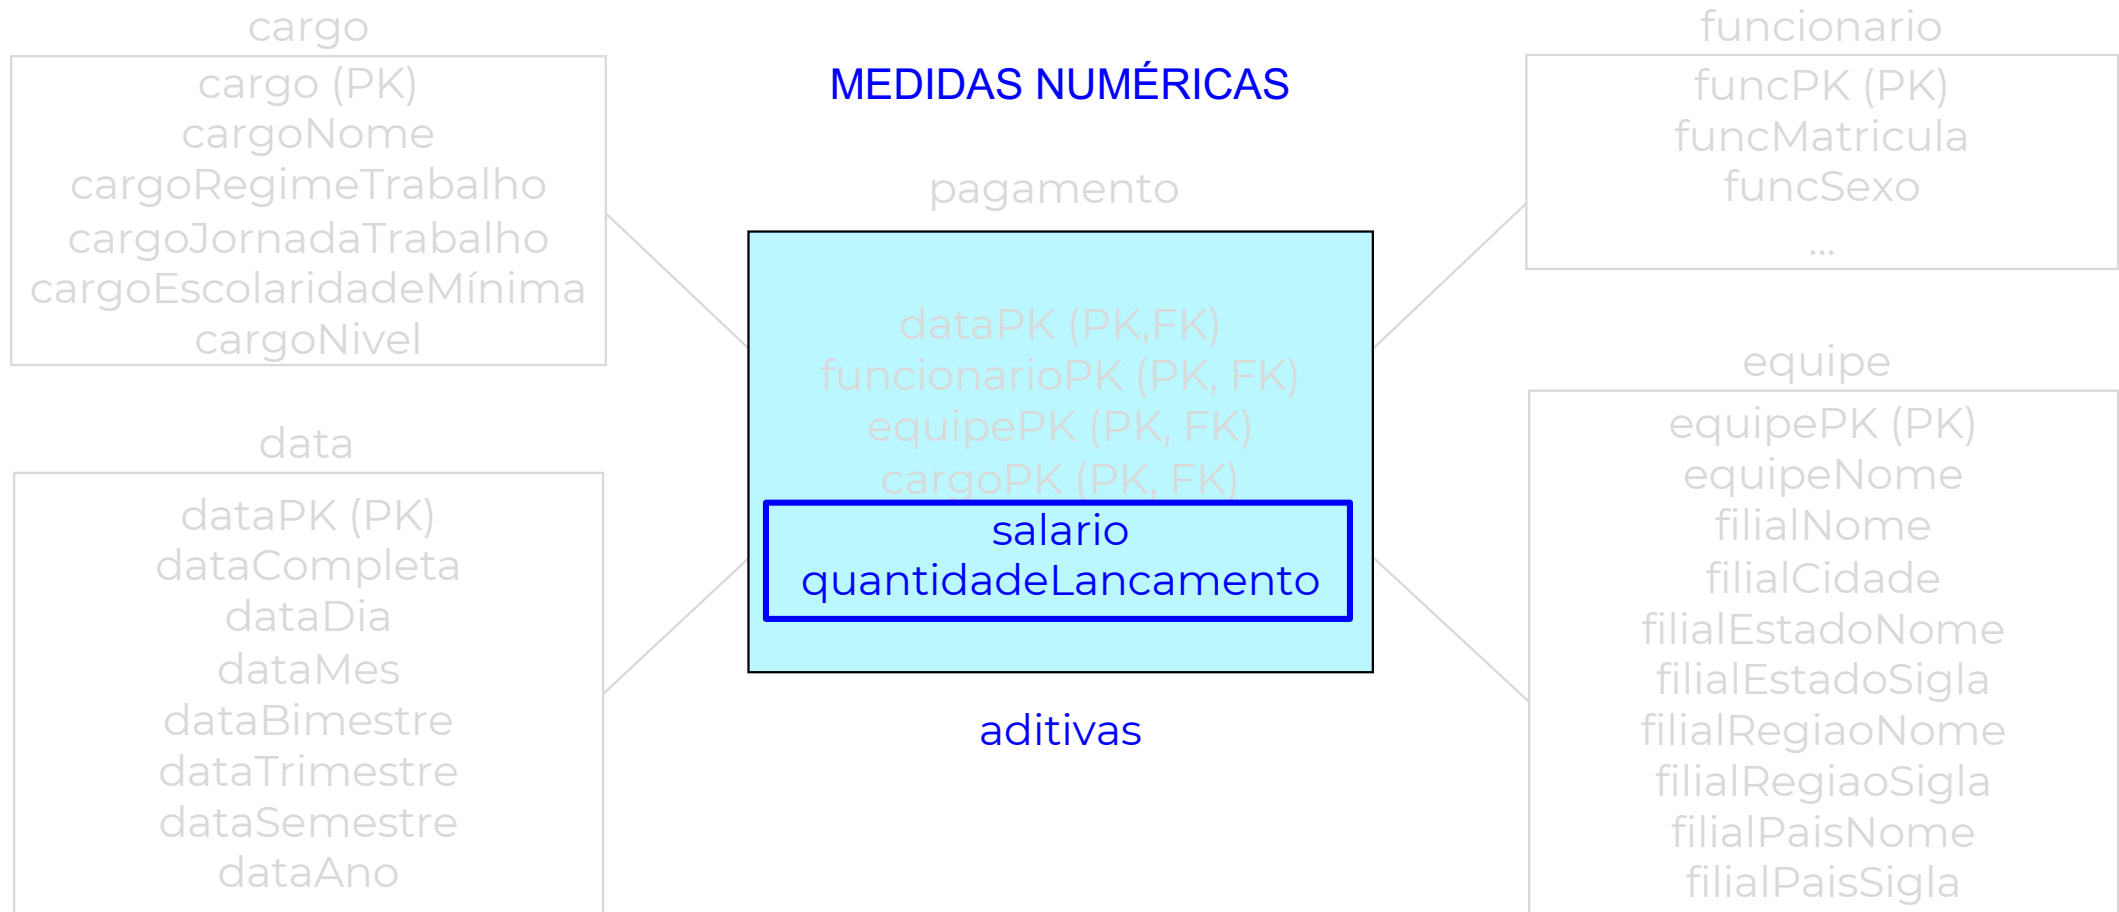 cargo
cargo (PK)
cargoNome
cargoRegimeTrabalho
cargoJornadaTrabalho
cargoEscolaridadeMínima
cargoNivel
data
dataPK (PK)
dataCompleta
dataDia
dataMes
dataBimestre
dataTrimestre
dataSemestre
dataAno
MEDIDAS NUMÉRICAS
pagamento
dataPK (PK,FK)
funcionarioPK (PK, FK)
equipePK (PK, FK)
cargoPK (PK, FK)
salario
quantidadeLancamento
aditivas
funcionario
funcPK (PK)
funcMatricula
funcSexo
...
equipe
equipePK (PK)
equipeNome
filialNome
filialCidade
filialEstadoNome
filialEstadoSigla
filialRegiaoNome
filialRegiaoSigla
filialPaisNome
filialPaisSigla